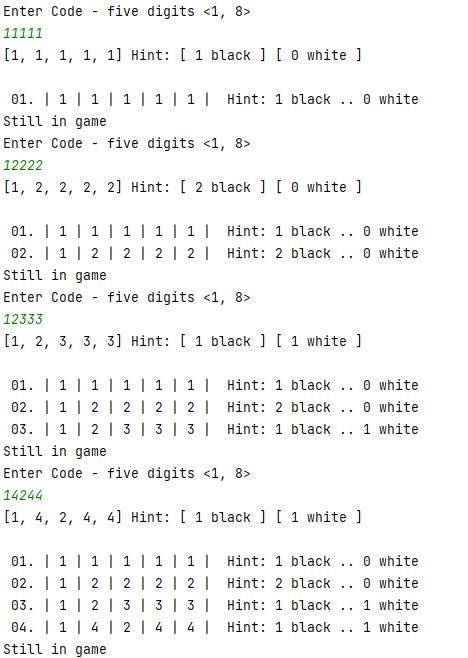 Enter Code - five digits <1, 8>
11111
[1, 1, 1, 1, 1] Hint: [ 1 black ] [ 0 white ]
01. | 1 | 1 | 1 | 1 | 1 |  Hint: 1 black .. 0 white
Still in game
Enter Code - five digits <1, 8>
12222
[1, 2, 2, 2, 2] Hint: [ 2 black ] [ 0 white ]
01. | 1 | 1 | 1 | 1 | 1 |  Hint: 1 black .. 0 white
02. | 1 | 2 | 2 | 2 | 2 |  Hint: 2 black .. 0 white
Still in game
Enter Code - five digits <1, 8>
12333
[1, 2, 3, 3, 3] Hint: [ 1 black ] [ 1 white ]
01. | 1 | 1 | 1 | 1 | 1 |  Hint: 1 black .. 0 white
02. | 1 | 2 | 2 | 2 | 2 |  Hint: 2 black .. 0 white
03. | 1 | 2 | 3 | 3 | 3 |  Hint: 1 black .. 1 white
Still in game
Enter Code - five digits <1, 8>
14244
[1, 4, 2, 4, 4] Hint: [ 1 black ] [ 1 white ]
01. | 1 | 1 | 1 | 1 | 1 |  Hint: 1 black .. 0 white
02. | 1 | 2 | 2 | 2 | 2 |  Hint: 2 black .. 0 white
03. | 1 | 2 | 3 | 3 | 3 |  Hint: 1 black .. 1 white
04. | 1 | 4 | 2 | 4 | 4 |  Hint: 1 black .. 1 white
Still in game